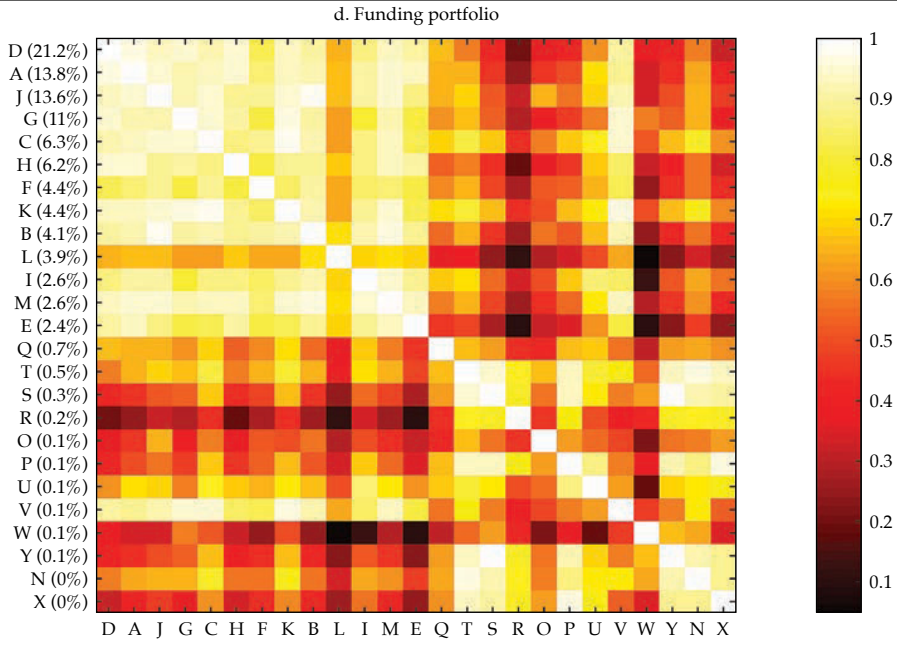 d. Funding portfolio
D (21.2%)
A (13.8%)
J (13.6%)
G (11%)
C (6.3%)
H (6.2%)
F (4.4%)
K (4.4%)
B (4.1%)
L (3.9%)
I (2.6%)
M (2.6%)
E (2.4%)
Q (0.7%)
T (0.5%)
S (0.3%)
R (0.2%)
O (0.1%)
P (0.1%)
U (0.1%)
V (0.1%)
W (0.1%)
Y (0.1%)
N (0%)
X (0%)
D A J G C H F K B L I M E Q T S R O P U V W Y N X
1
0.9
0.8
0.7
0.6
0.5
0.4
0.3
0.2
0.1